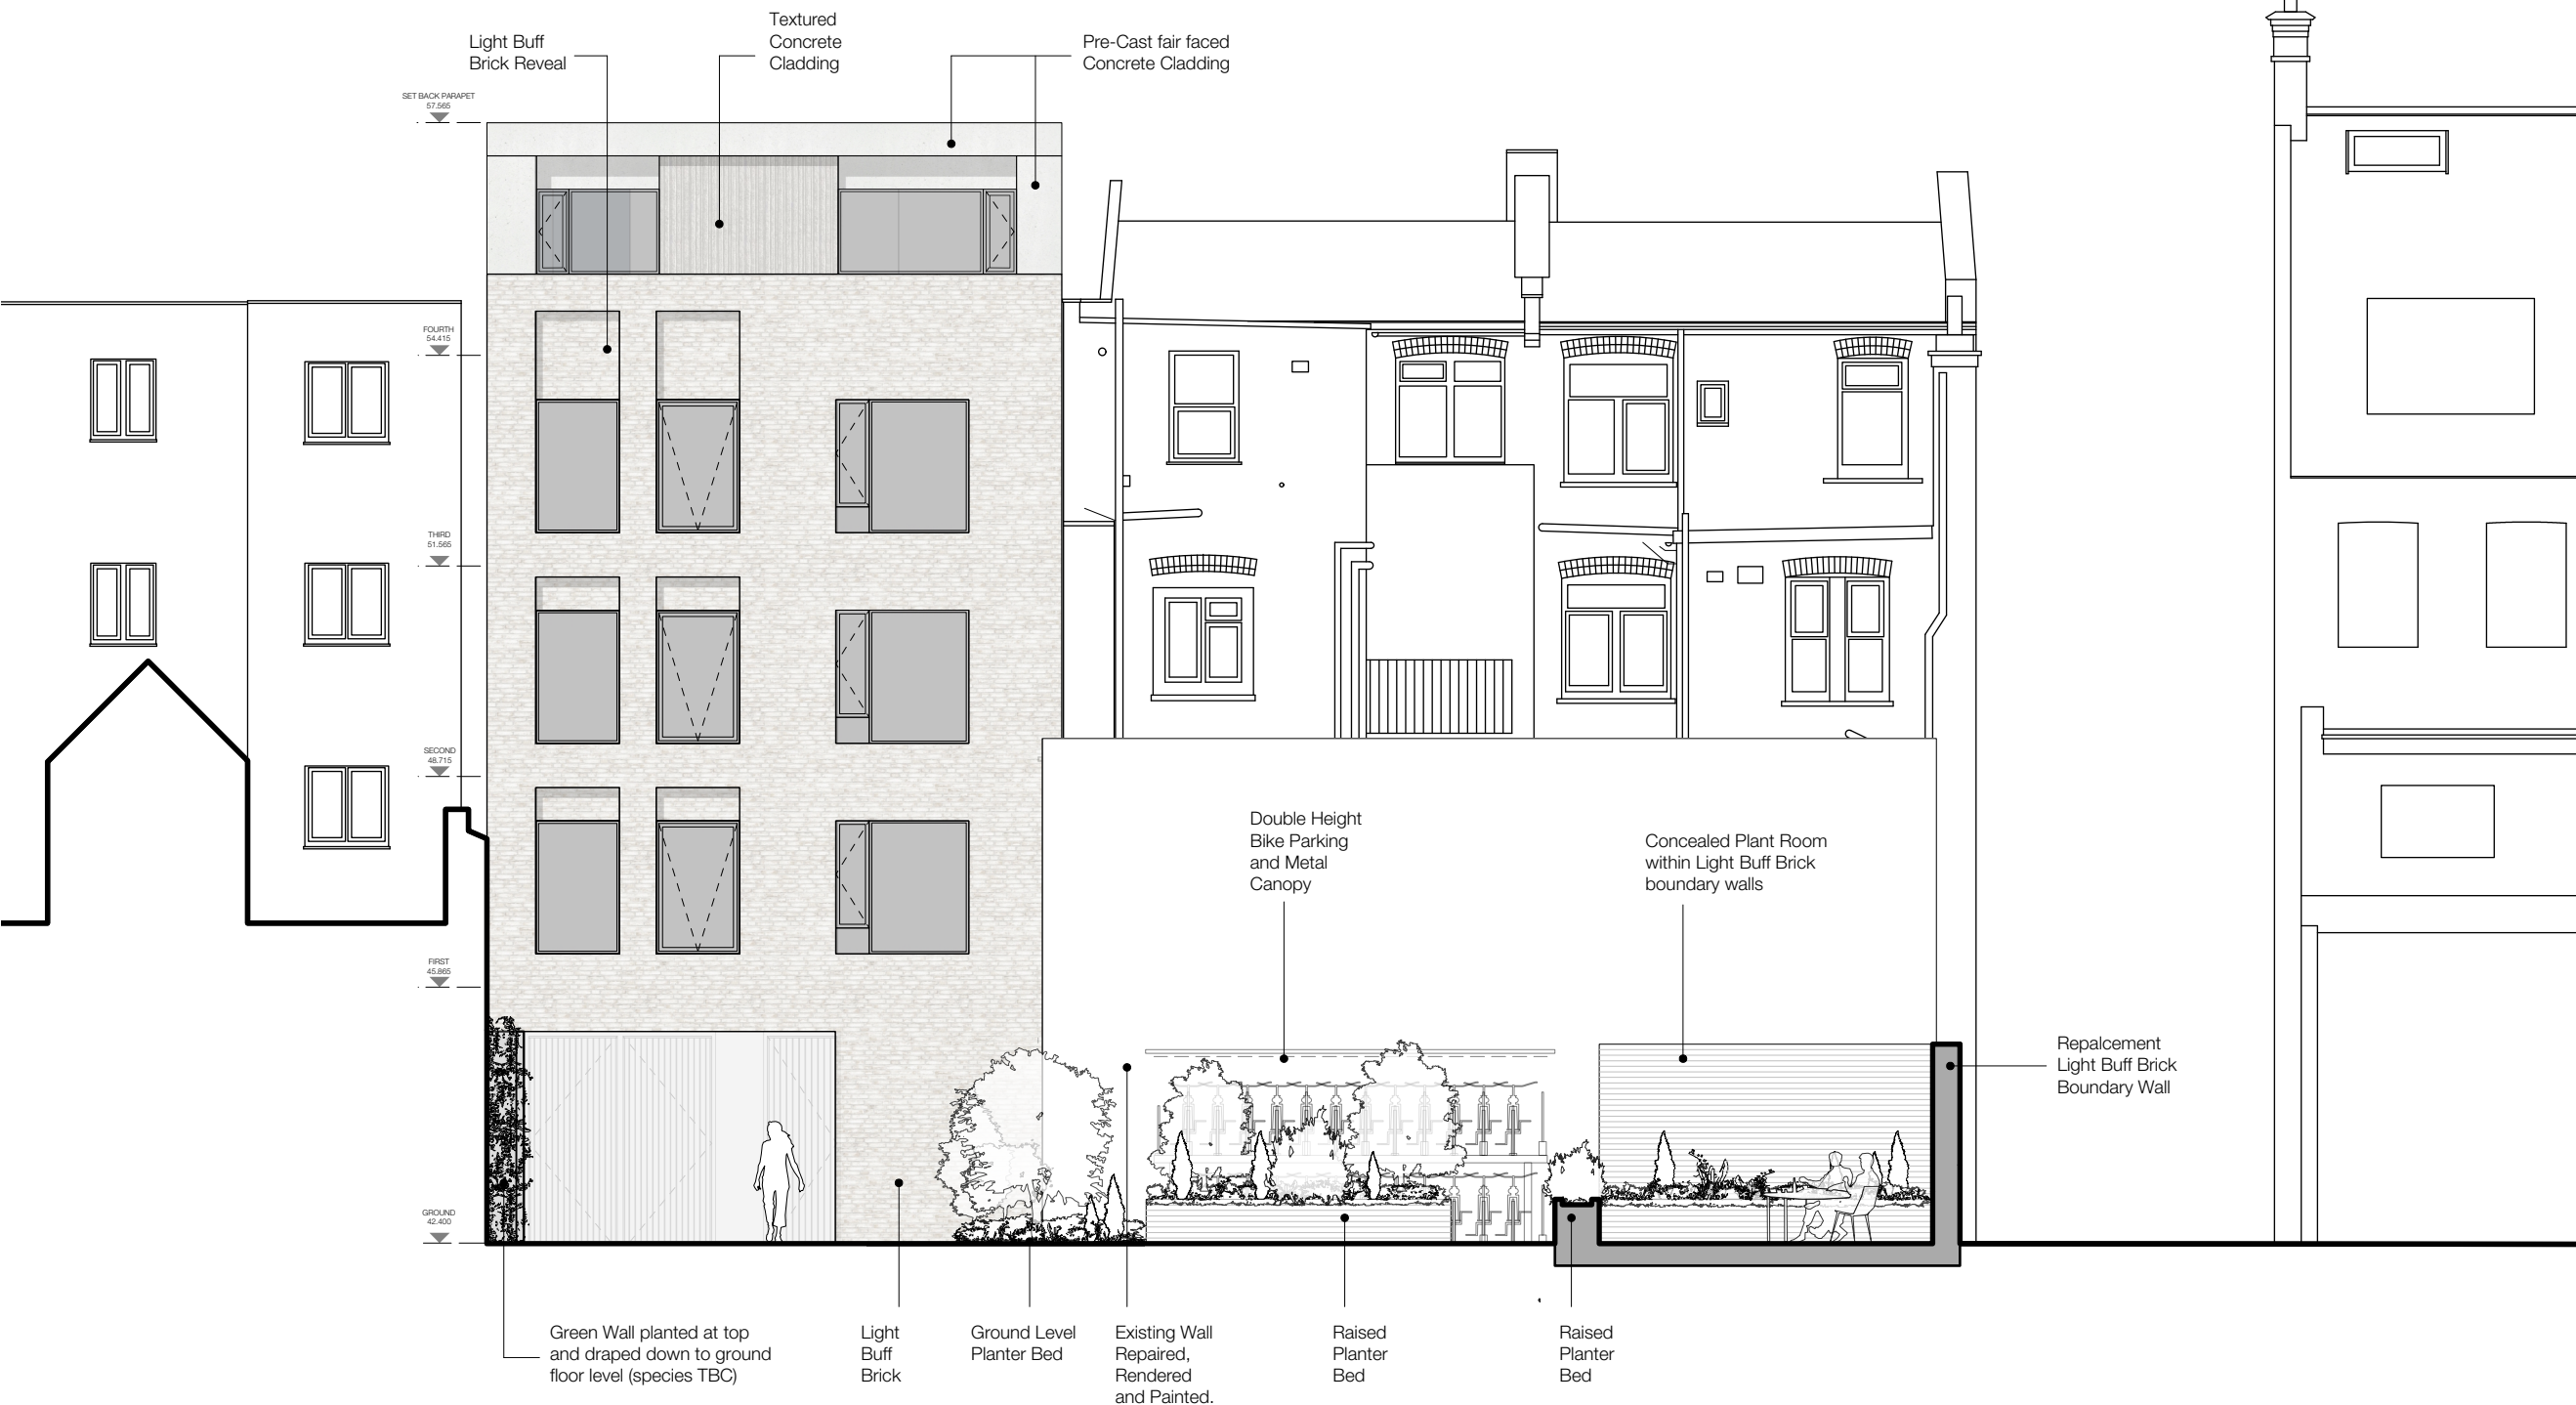 Textured
Concrete
Cladding
Light Buff
Brick Reveal
Pre-Cast fair faced
Concrete Cladding
SET BACK PARAPET
57.565
FOURTH
54.415
THIRD
51.565
SECOND
48.715
FIRST
45.865
GROUND
42.400
Double Height
Bike Parking
and Metal
Canopy
Concealed Plant Room
within Light Buff Brick
boundary walls
Repalcement
Light Buff Brick
Boundary Wall
Green Wall planted at top
and draped down to ground
floor level (species TBC)
Light
Buff
Brick
Ground Level
Planter Bed
Existing Wall
Repaired,
Rendered
and Painted.
Raised
Planter
Bed
Raised
Planter
Bed